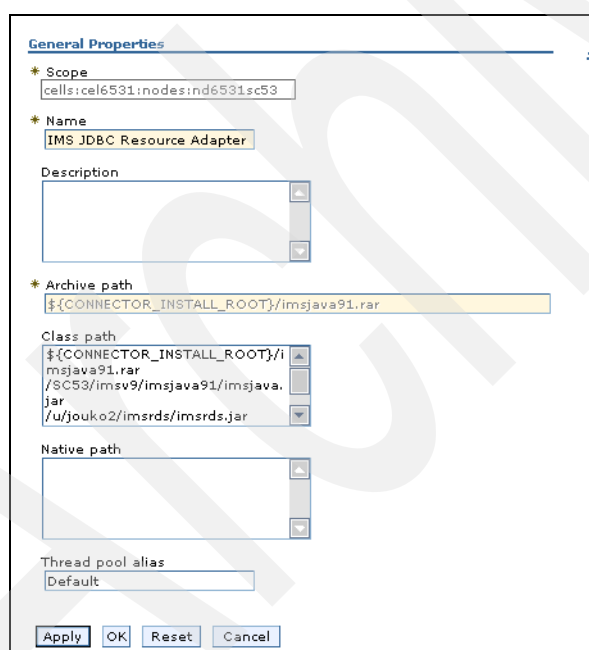 General Properties
* Scope
cells:cel6531:nodes:nd6531sc53
* Name
IMS JDBC Resource Adapter
Description
* Archive path
${CONNECTOR_INSTALL_ROOT}/imsjava91.rar
Class path
${CONNECTOR_INSTALL_ROOT}/i
msjava91.rar
/SC53/imsv9/imsjava91/imsjava.
jar
/u/jouko2/imsrds/imsrds.jar
Native path
Thread pool alias
Default
Apply OK Reset Cancel